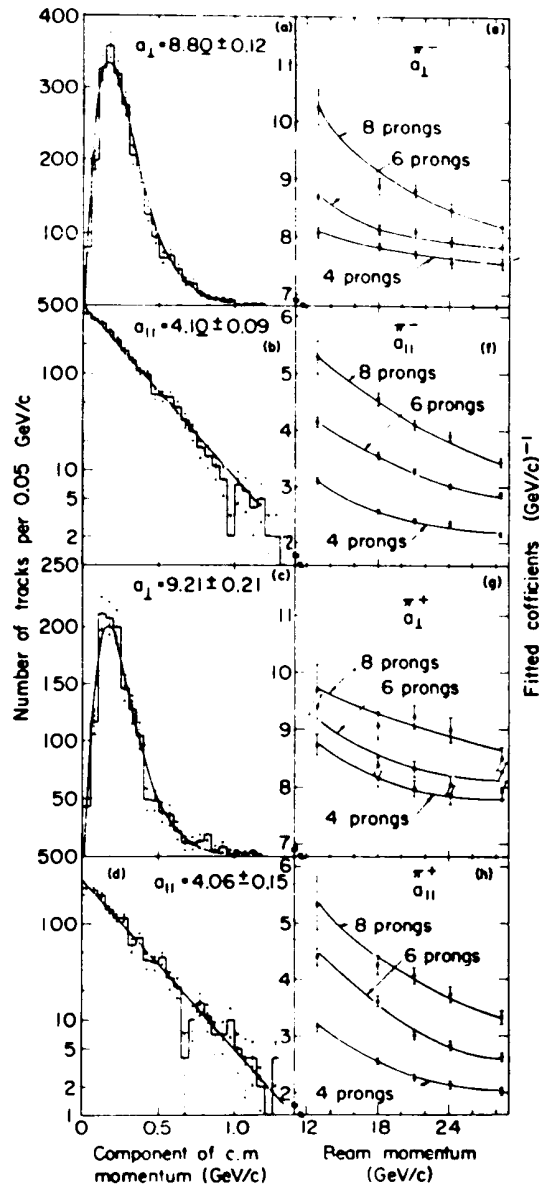 (a)
a⊥ = 8.80 ± 0.12
400
300
200
100
500
(b)
a∥ = 4.10 ± 0.09
100
10
5
2
250
(c)
a⊥ = 9.21 ± 0.21
200
150
100
50
500
(d)
a∥ = 4.06 ± 0.15
100
10
5
2
1
0
0.5
1.0
Component of c.m
momentum (GeV/c)
Number of tracks per 0.05 GeV/c
(e)
π⁻
a⊥
8 prongs
6 prongs
4 prongs
11
10
9
8
7
(f)
π⁻
a∥
8 prongs
6 prongs
4 prongs
6
5
4
3
2
(g)
π⁺
a⊥
8 prongs
6 prongs
4 prongs
11
10
9
8
7
6
(h)
π⁺
a∥
8 prongs
6 prongs
4 prongs
5
4
3
2
12
16
20
24
28
Beam momentum
(GeV/c)
Fitted cofficients (GeV/c)⁻¹